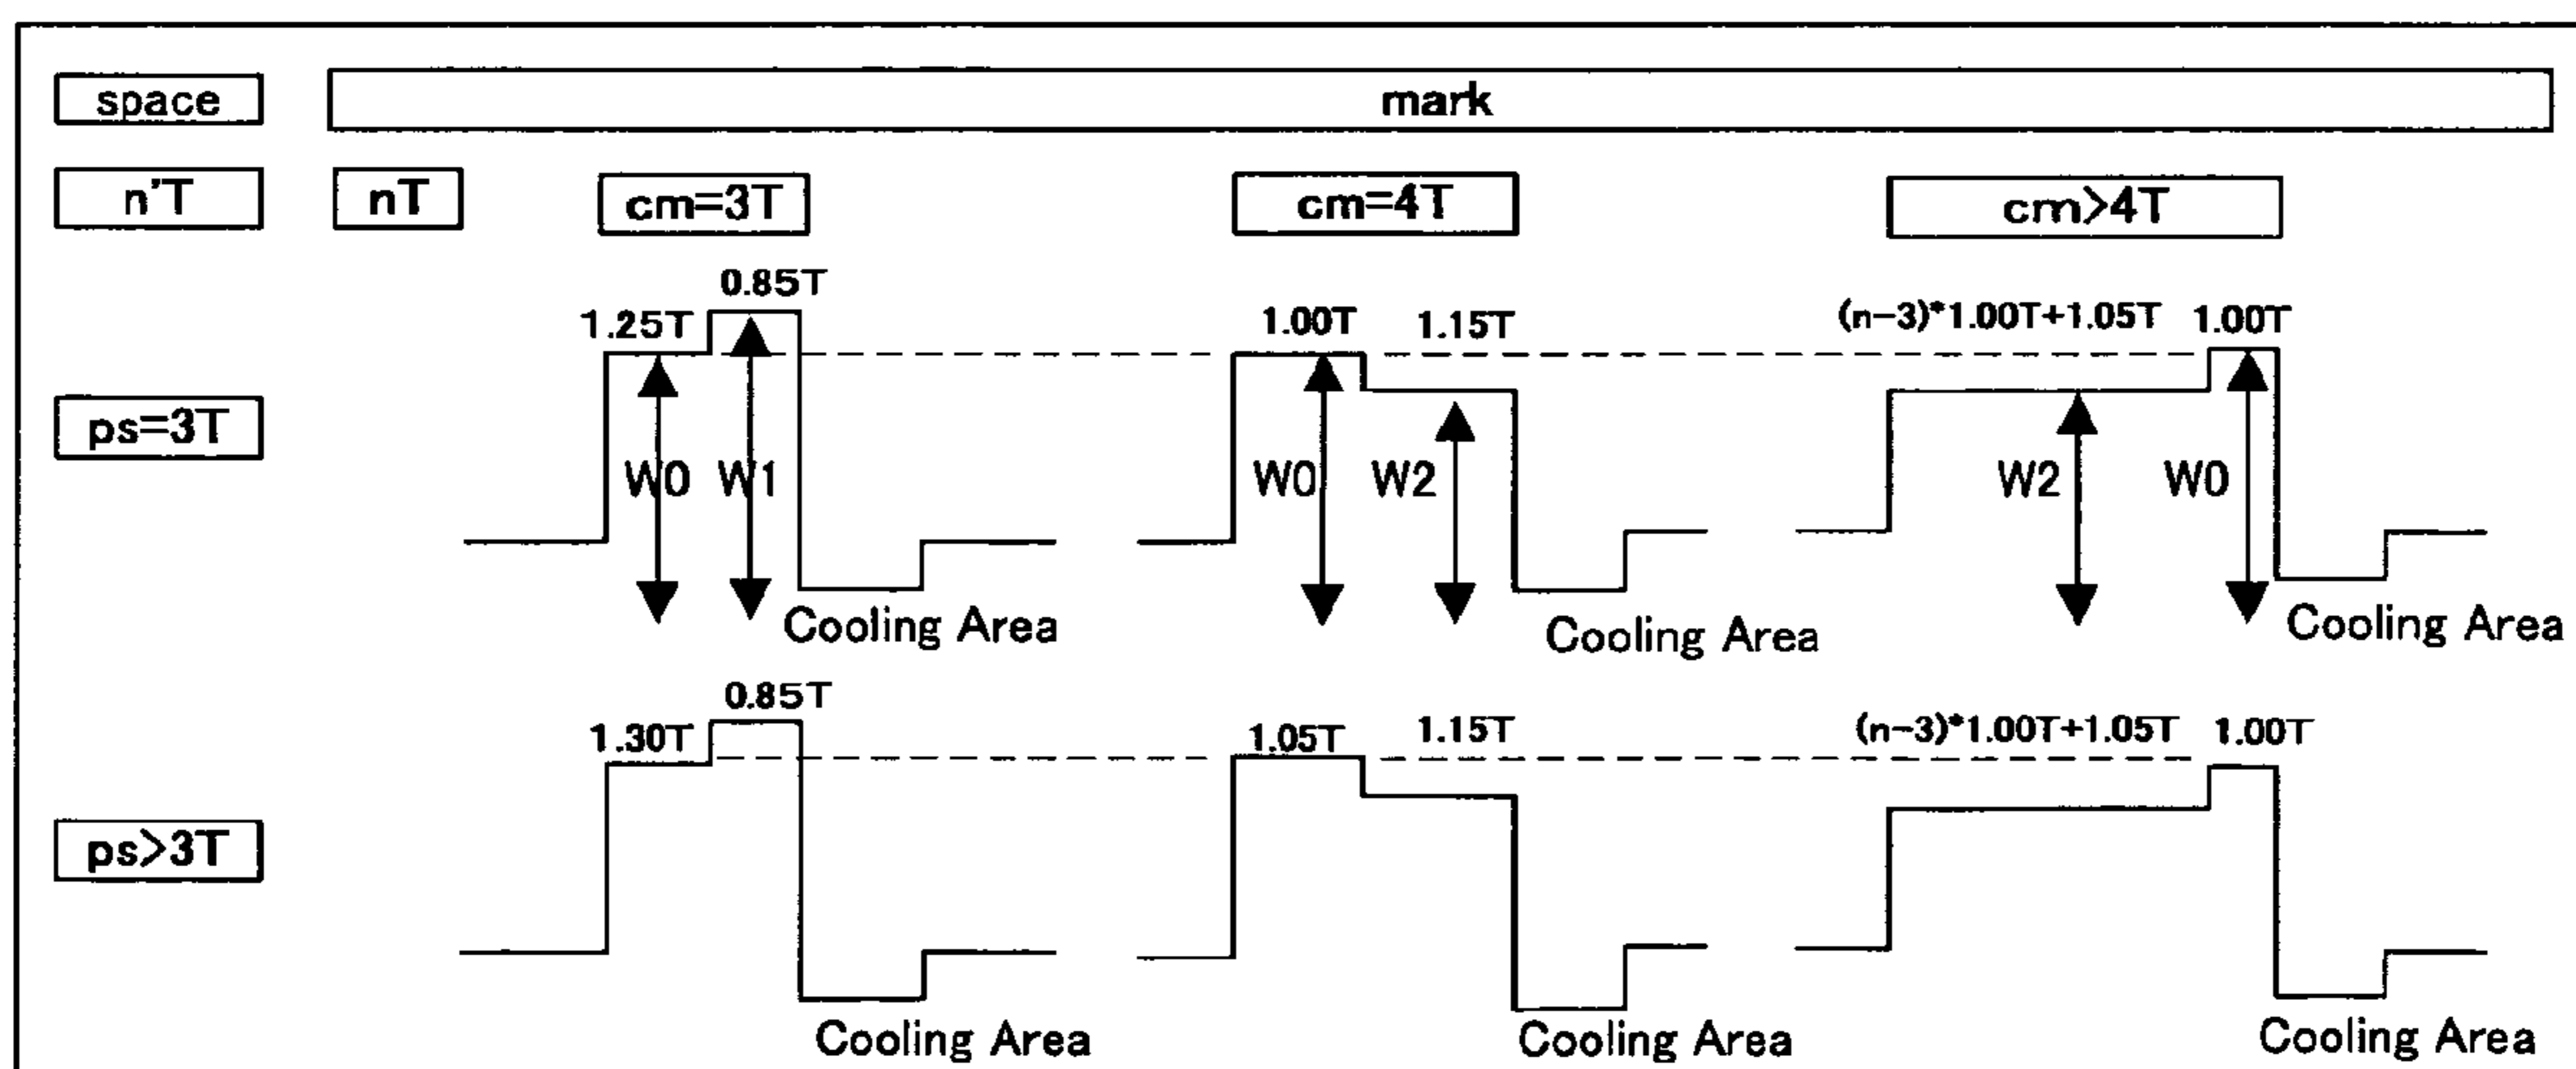 space mark
n'T nT cm=3T cm=4T cm>4T
0.85T
1.25T 1.00T 1.15T (n-3)*1.00T+1.05T 1.00T
ps=3T
W0 W1 W0 W2 W2 W0
Cooling Area Cooling Area Cooling Area
0.85T
1.30T 1.05T 1.15T (n-3)*1.00T+1.05T 1.00T
ps>3T
Cooling Area Cooling Area Cooling Area